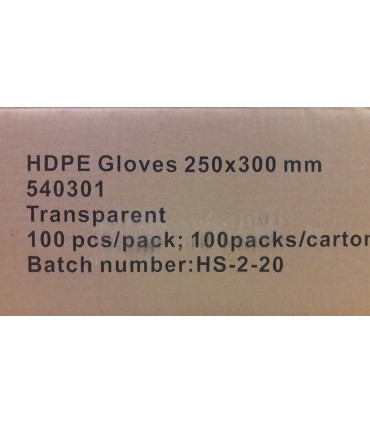 HDPE Gloves 250x300 mm
540301
Transparent
100 pcs/pack; 100packs/carton
Batch number:HS-2-20